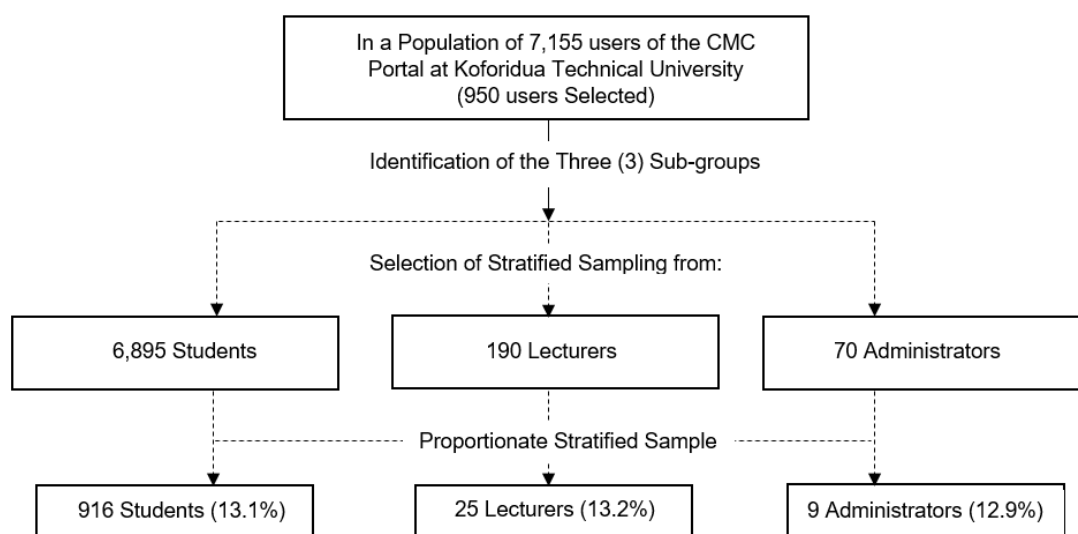 In a Population of 7,155 users of the CMC
Portal at Koforidua Technical University
(950 users Selected)
Identification of the Three (3) Sub-groups
Selection of Stratified Sampling from:
6,895 Students
190 Lecturers
70 Administrators
Proportionate Stratified Sample
916 Students (13.1%)
25 Lecturers (13.2%)
9 Administrators (12.9%)